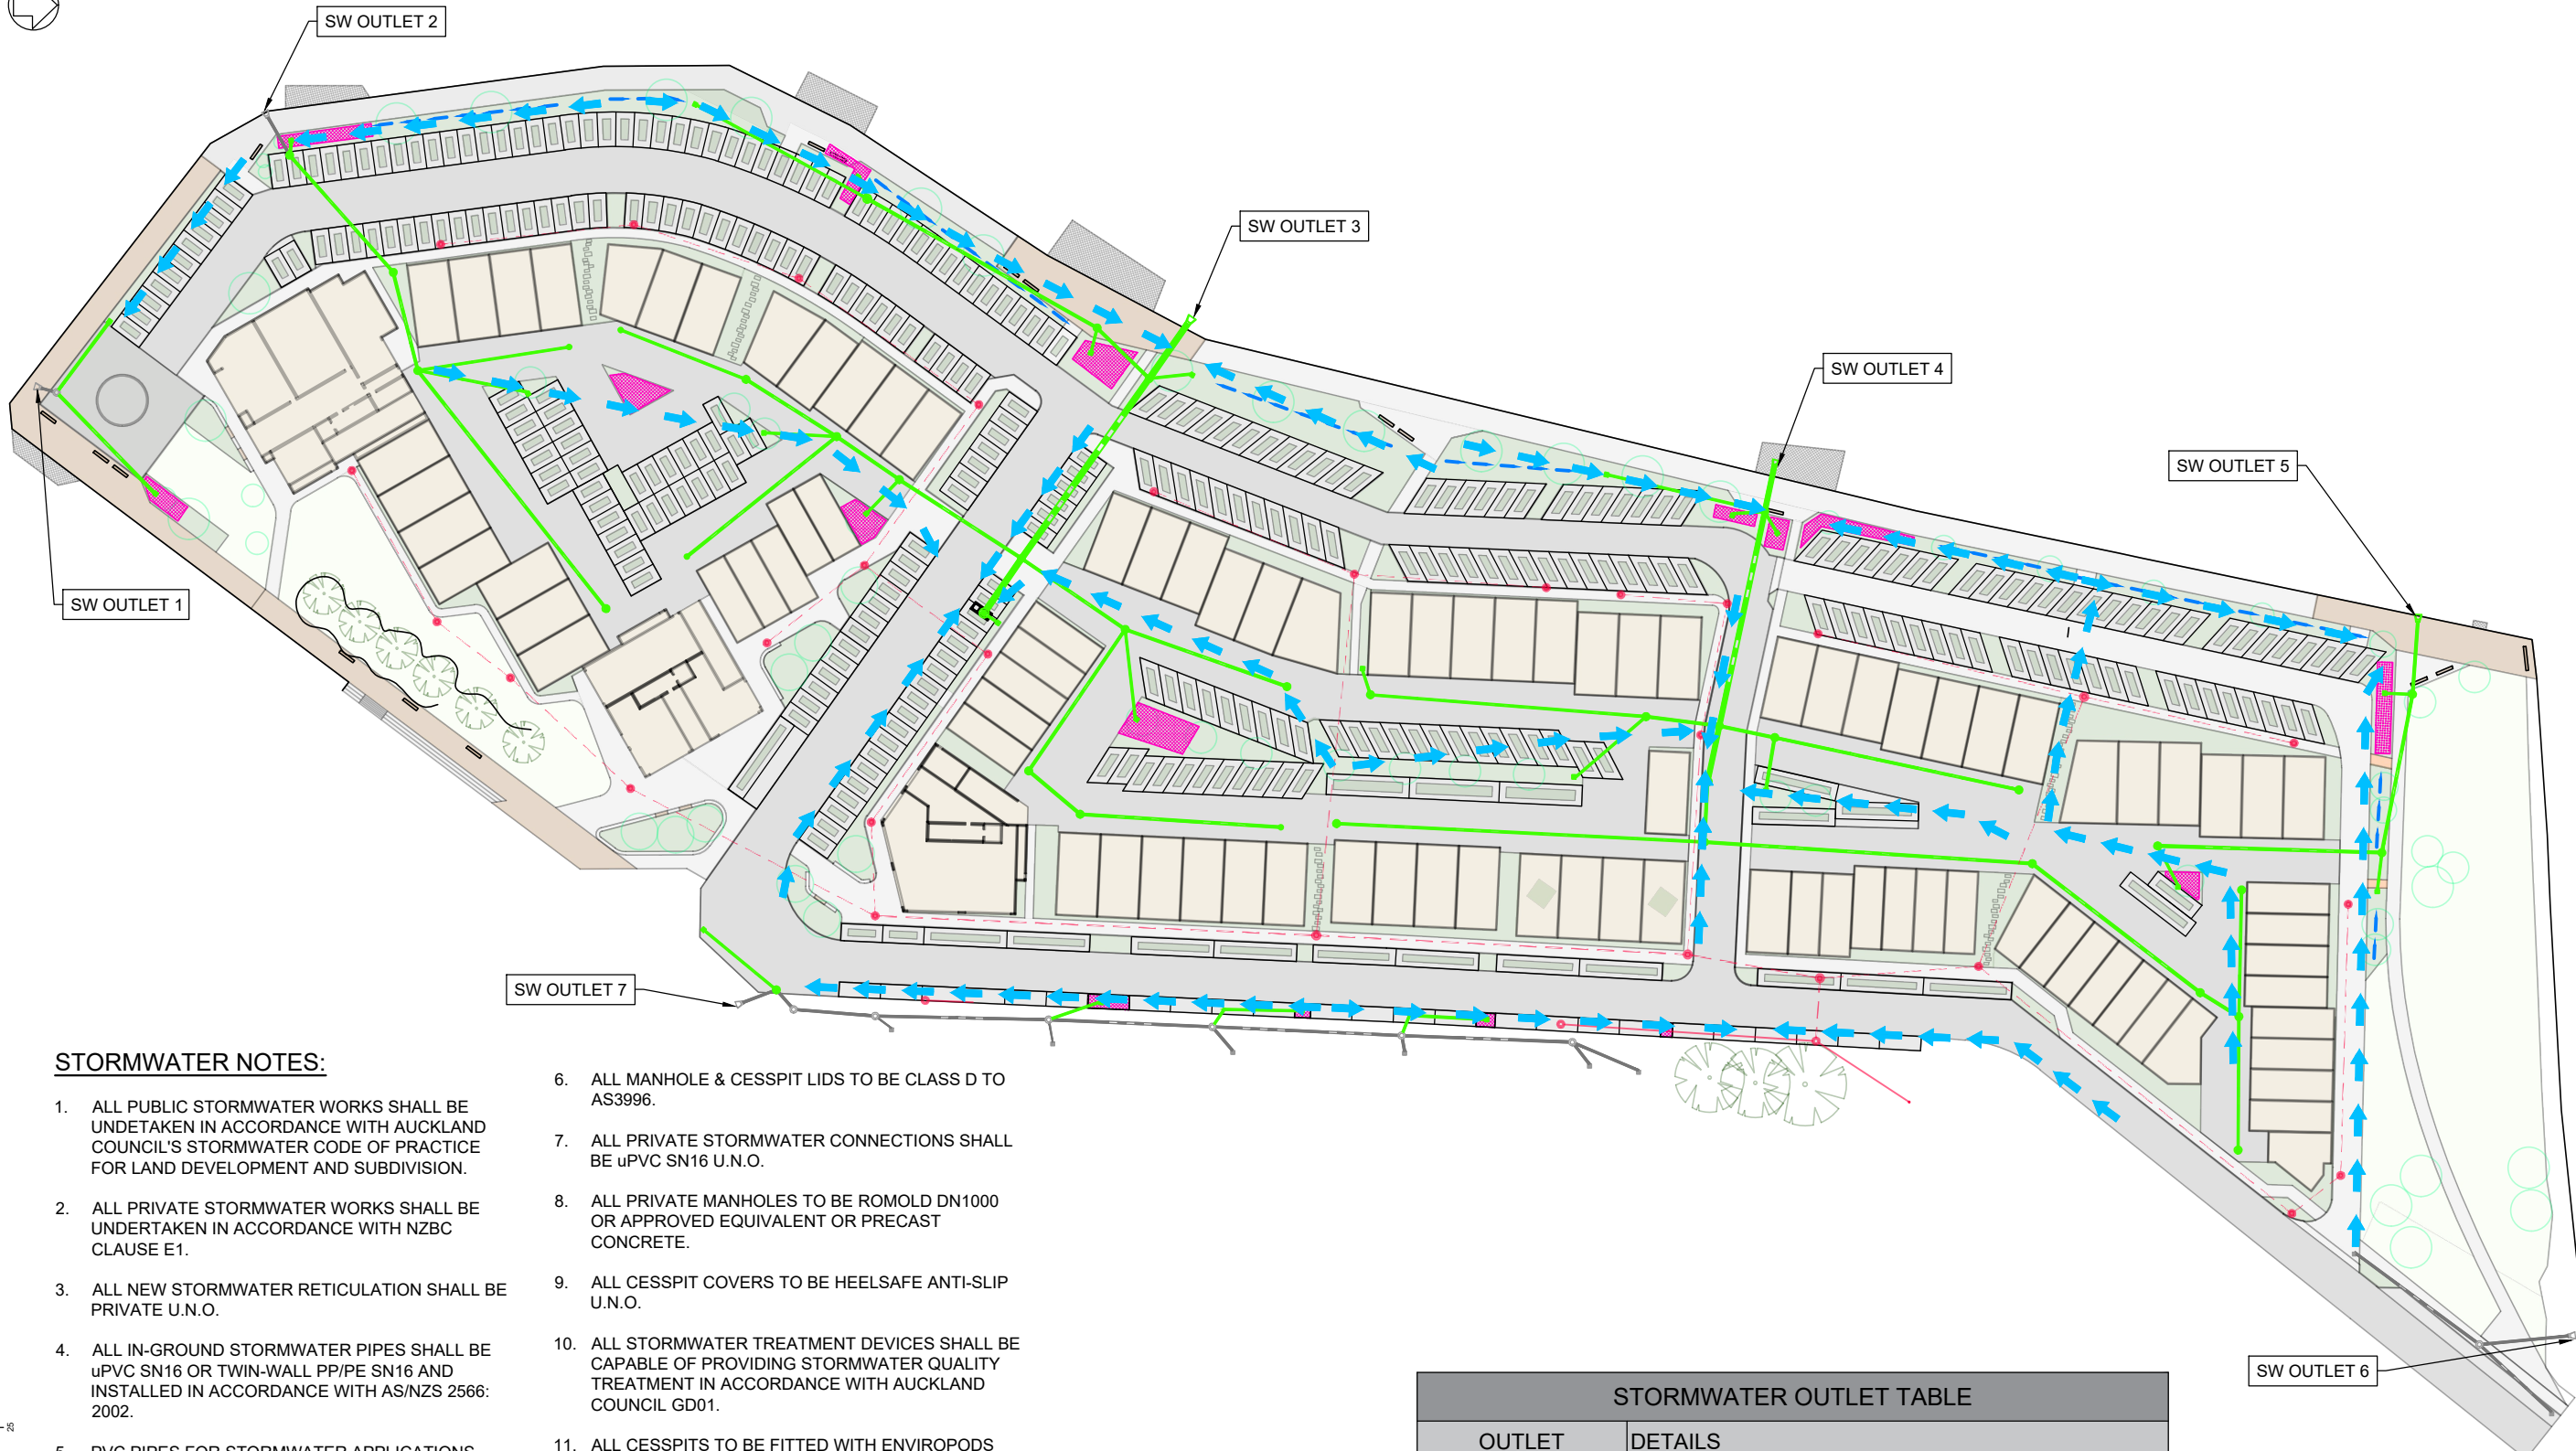 SW OUTLET 2
SW OUTLET 3
SW OUTLET 4
SW OUTLET 5
SW OUTLET 1
SW OUTLET 7
SW OUTLET 6
STORMWATER NOTES:
1. ALL PUBLIC STORMWATER WORKS SHALL BE
UNDETAKEN IN ACCORDANCE WITH AUCKLAND
COUNCIL'S STORMWATER CODE OF PRACTICE
FOR LAND DEVELOPMENT AND SUBDIVISION.
2. ALL PRIVATE STORMWATER WORKS SHALL BE
UNDERTAKEN IN ACCORDANCE WITH NZBC
CLAUSE E1.
3. ALL NEW STORMWATER RETICULATION SHALL BE
PRIVATE U.N.O.
4. ALL IN-GROUND STORMWATER PIPES SHALL BE
uPVC SN16 OR TWIN-WALL PP/PE SN16 AND
INSTALLED IN ACCORDANCE WITH AS/NZS 2566:
2002.
5. PVC PIPES FOR STORMWATER APPLICATIONS
6. ALL MANHOLE & CESSPIT LIDS TO BE CLASS D TO
AS3996.
7. ALL PRIVATE STORMWATER CONNECTIONS SHALL
BE uPVC SN16 U.N.O.
8. ALL PRIVATE MANHOLES TO BE ROMOLD DN1000
OR APPROVED EQUIVALENT OR PRECAST
CONCRETE.
9. ALL CESSPIT COVERS TO BE HEELSAFE ANTI-SLIP
U.N.O.
10. ALL STORMWATER TREATMENT DEVICES SHALL BE
CAPABLE OF PROVIDING STORMWATER QUALITY
TREATMENT IN ACCORDANCE WITH AUCKLAND
COUNCIL GD01.
11. ALL CESSPITS TO BE FITTED WITH ENVIROPODS
STORMWATER OUTLET TABLE
OUTLET DETAILS
25